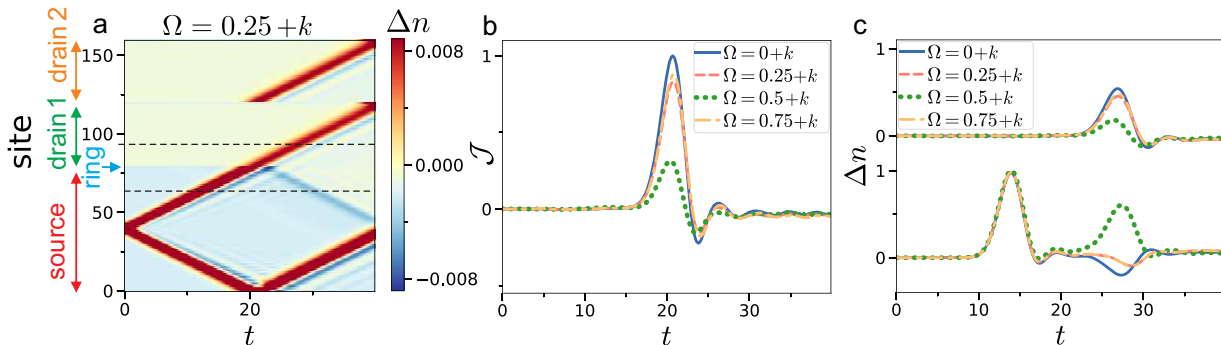 a
Ω = 0.25+k
Δn
site
drain 2
drain 1
ring
source
150
100
50
0
0
20
t
0.008
0.004
0.000
−0.004
−0.008
b
𝒥
1
0
0
10
20
30
t
Ω = 0+k
Ω = 0.25+k
Ω = 0.5+k
Ω = 0.75+k
c
Δn
1
0
1
0
0
10
20
30
40
t
Ω = 0+k
Ω = 0.25+k
Ω = 0.5+k
Ω = 0.75+k